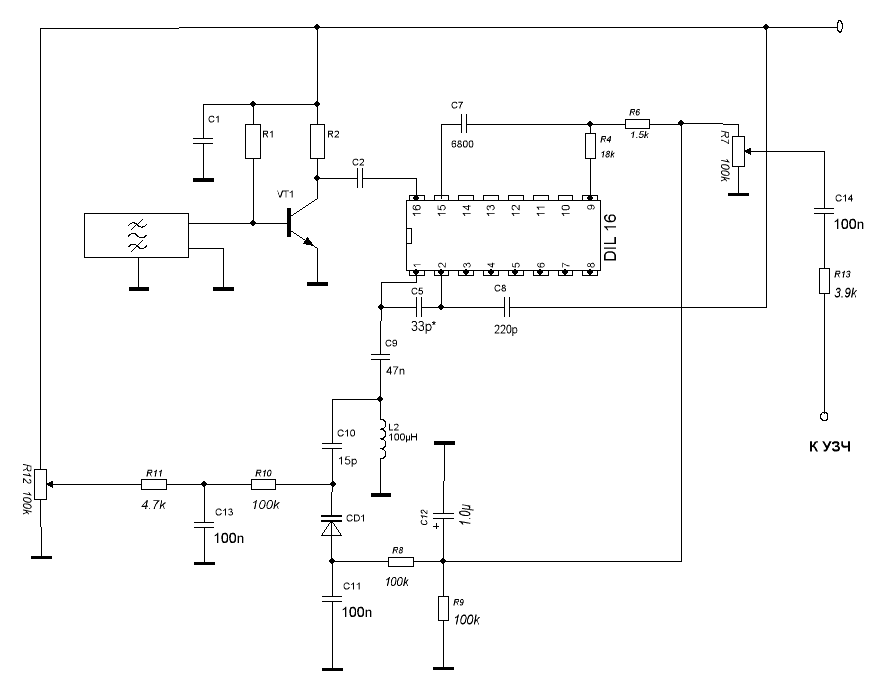 C1
R1
R2
C2
VT1
C7
6800
R6
1.5k
R4
18k
R7 100k
C14
100n
R13
3.9k
К УЗЧ
16 15 14 13 12 11 10 9
DIL 16
1 2 3 4 5 6 7 8
C5
33p*
C8
220p
C9
47n
L2
100µH
C10
15p
R12 100k
R11
4.7k
R10
100k
C13
100n
CD1
C12 1.0µ
+
R8
100k
C11
100n
R9
100k